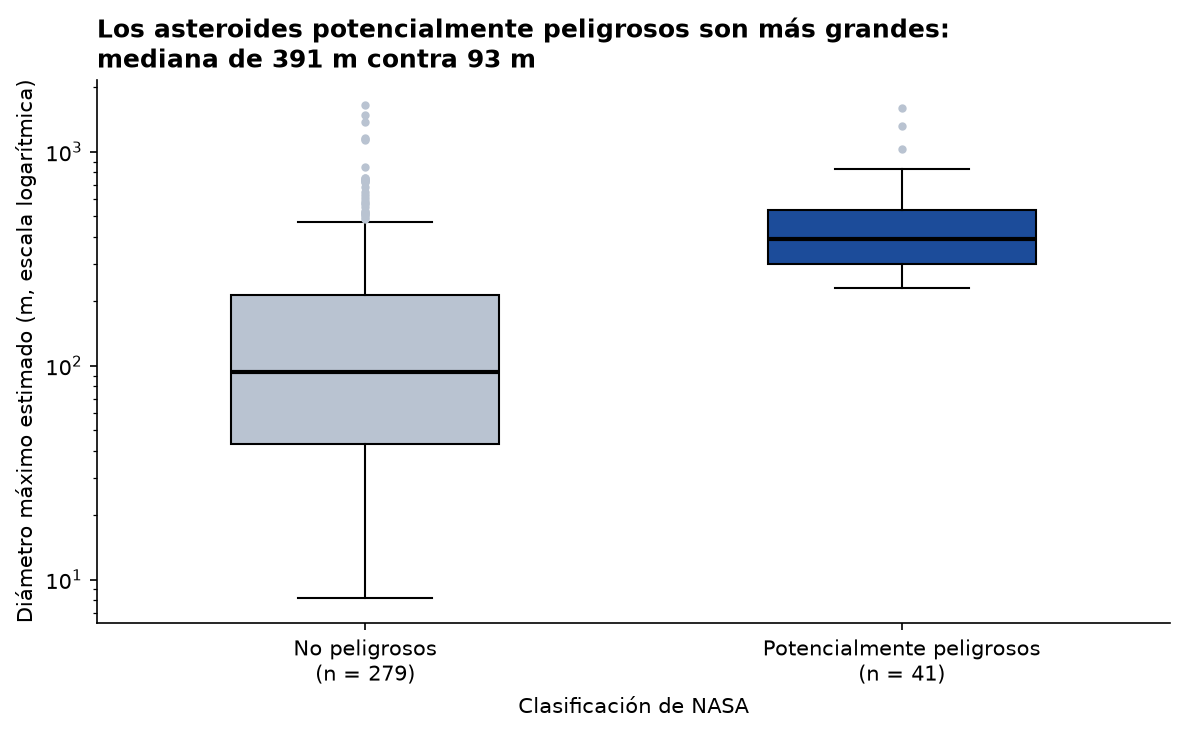 Los asteroides potencialmente peligrosos son más grandes:
mediana de 391 m contra 93 m
Diámetro máximo estimado (m, escala logarítmica)
10³
10²
10¹
No peligrosos
(n = 279)
Potencialmente peligrosos
(n = 41)
Clasificación de NASA